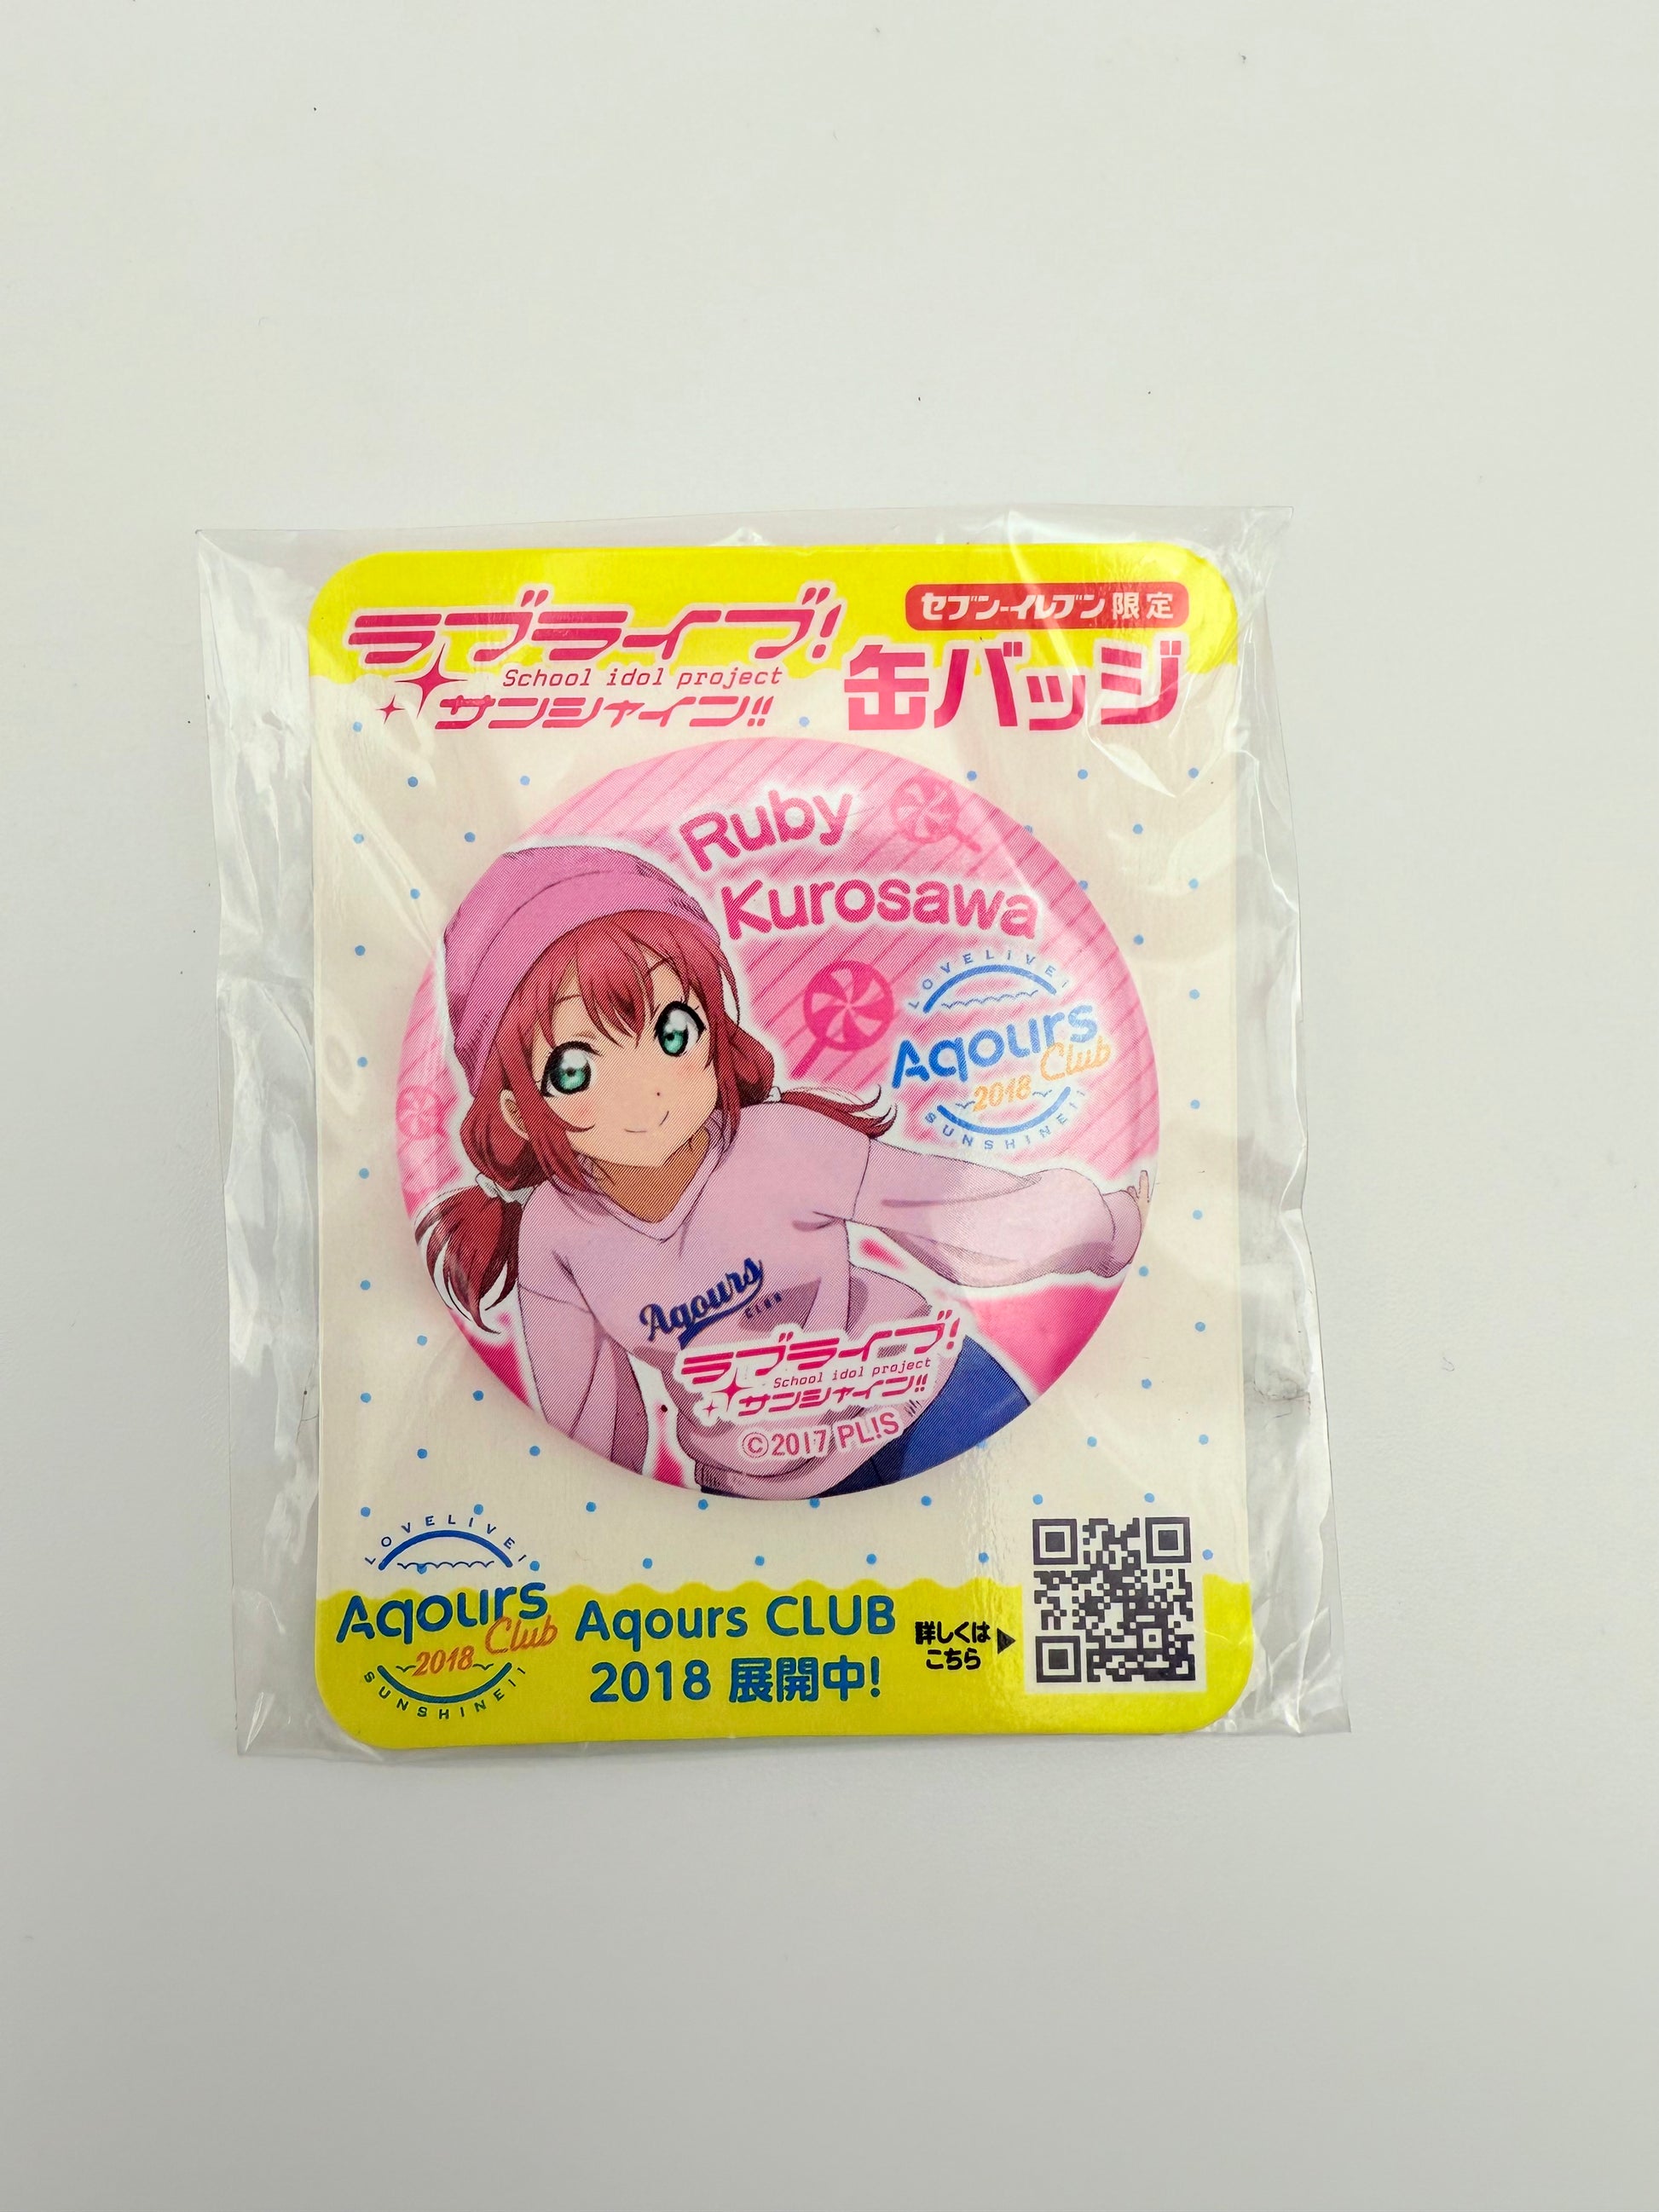 ラブライブ!
School idol project
サンシャイン!!
セブン-イレブン限定
缶バッジ
Ruby
Kurosawa
LOVELIVE!
Aqours
Club
2018
SUNSHINE!!
Aqours
CLUB
ラブライブ!
School idol project
サンシャイン!!
©2017 PL!S
LOVELIVE!
Aqours
Club
2018
SUNSHINE!!
Aqours CLUB
2018 展開中!
詳しくは
こちら▶